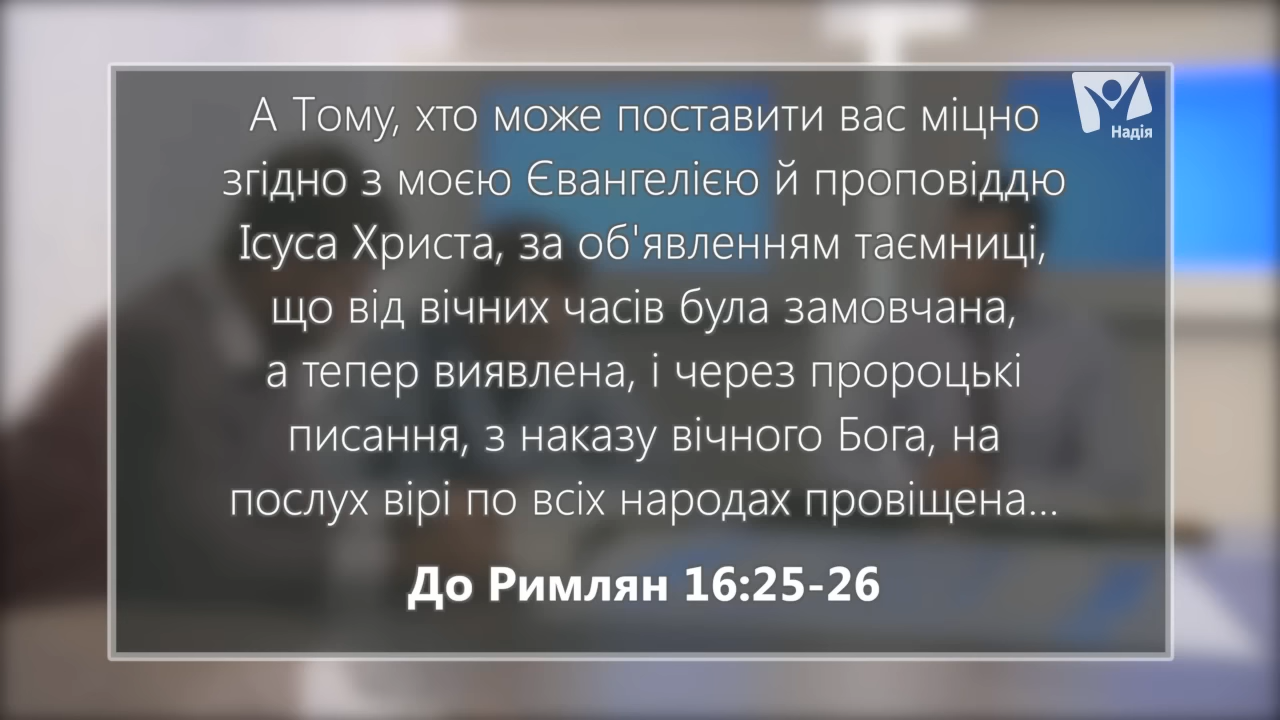 А Тому, хто може поставити вас міцно
згідно з моєю Євангелією й проповіддю
Ісуса Христа, за об'явленням таємниці,
що від вічних часів була замовчана,
а тепер виявлена, і через пророцькі
писання, з наказу вічного Бога, на
послух вірі по всіх народах провіщена...
До Римлян 16:25-26
Надія